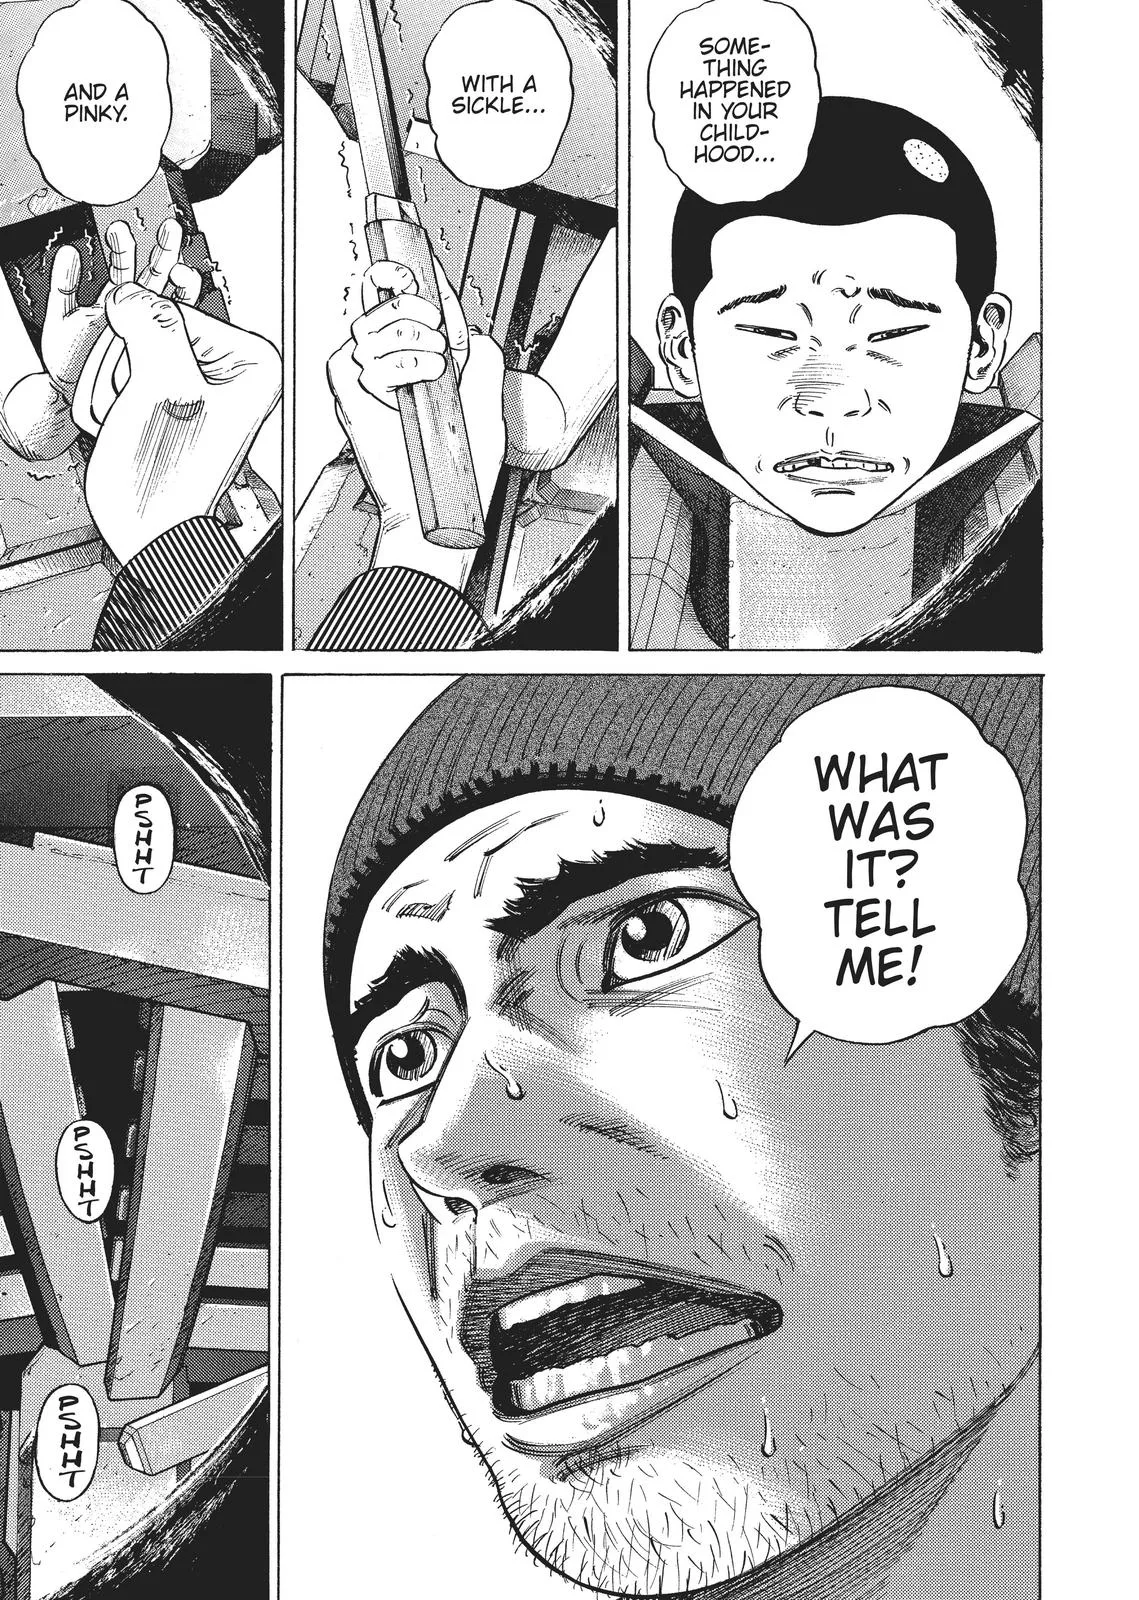 SOME-
THING
HAPPENED
IN YOUR
CHILD-
HOOD...
WITH A
SICKLE...
AND A
PINKY.
WHAT
WAS
IT?
TELL
ME!
PSHHT
PSHHT
PSHHT